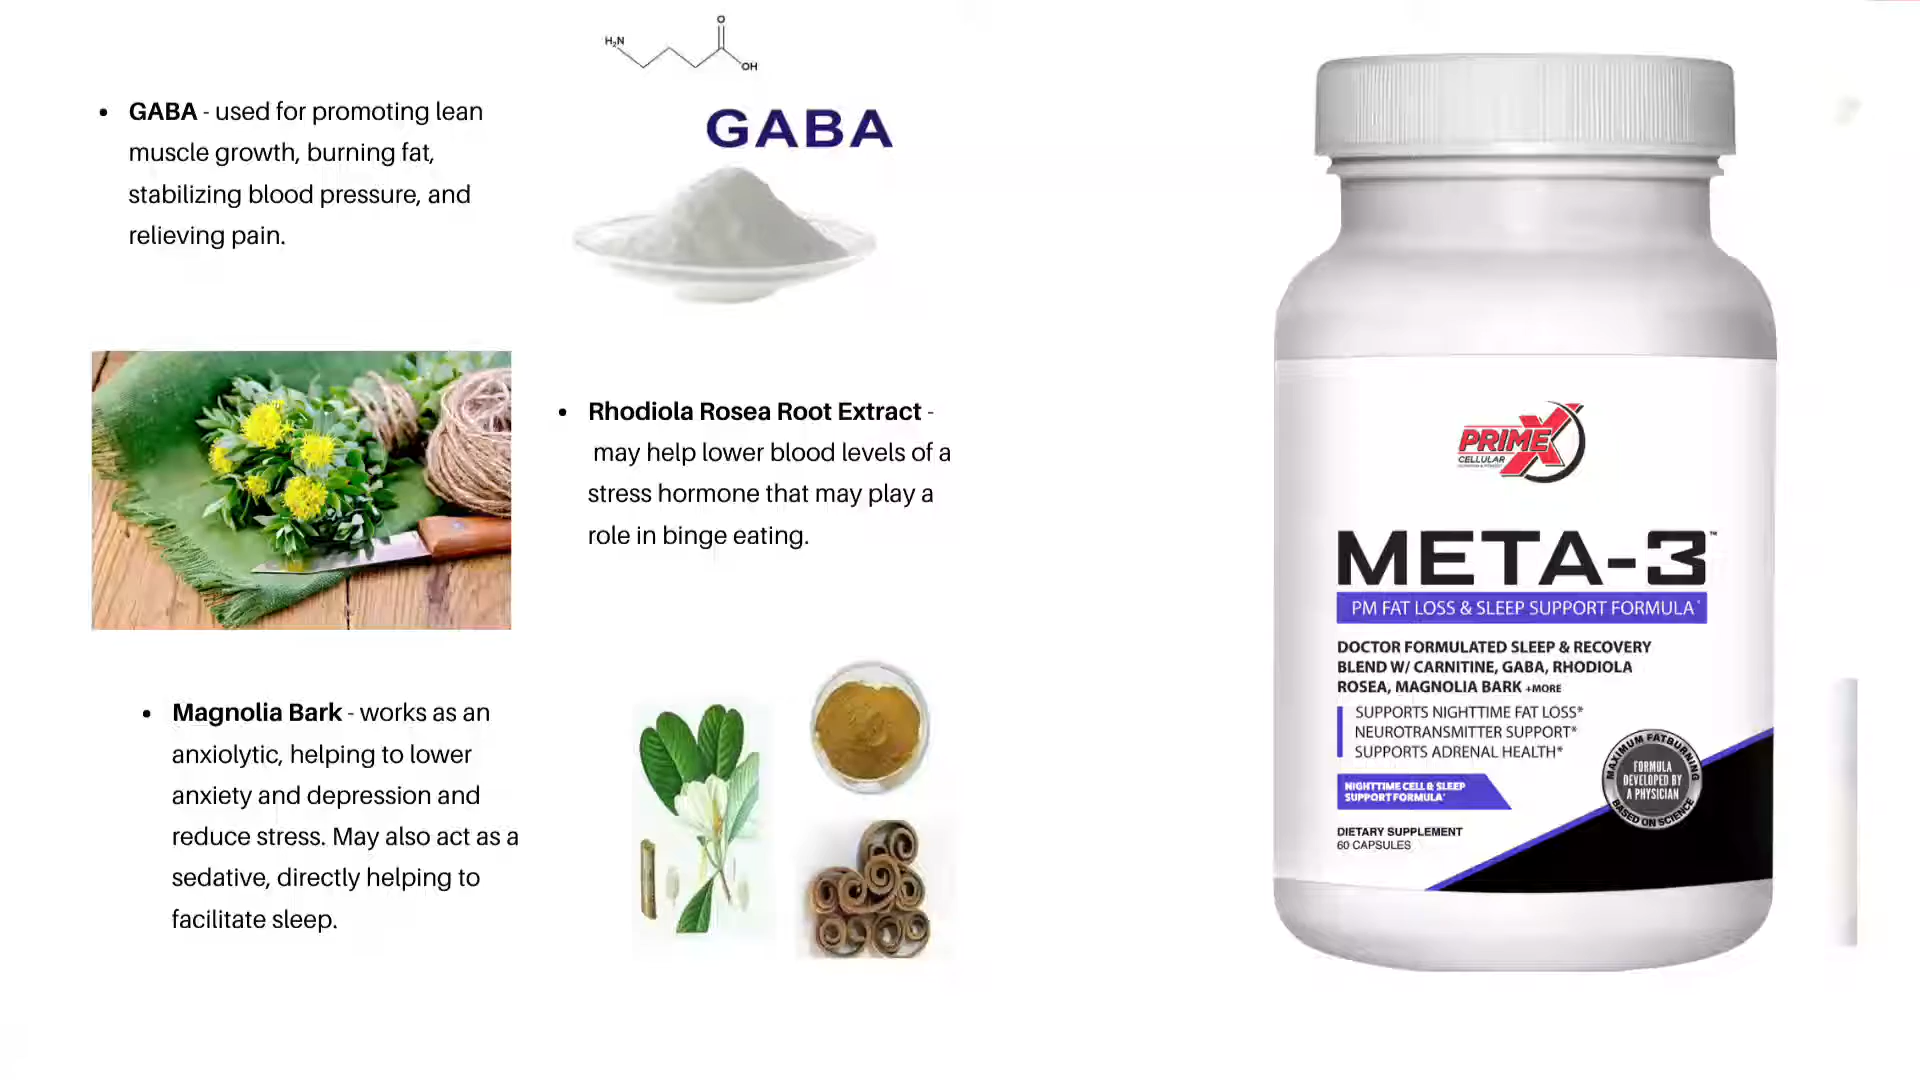 H₂N
O
OH
GABA
• GABA - used for promoting lean
muscle growth, burning fat,
stabilizing blood pressure, and
relieving pain.
• Rhodiola Rosea Root Extract -
may help lower blood levels of a
stress hormone that may play a
role in binge eating.
• Magnolia Bark - works as an
anxiolytic, helping to lower
anxiety and depression and
reduce stress. May also act as a
sedative, directly helping to
facilitate sleep.
PRIME X
CELLULAR
META-3™
PM FAT LOSS & SLEEP SUPPORT FORMULA*
DOCTOR FORMULATED SLEEP & RECOVERY
BLEND W/ CARNITINE, GABA, RHODIOLA
ROSEA, MAGNOLIA BARK +MORE
SUPPORTS NIGHTTIME FAT LOSS*
NEUROTRANSMITTER SUPPORT*
SUPPORTS ADRENAL HEALTH*
NIGHTTIME CELL & SLEEP
SUPPORT FORMULA*
MAXIMUM FATBURNING
FORMULA
DEVELOPED BY
A PHYSICIAN
BASED ON SCIENCE
DIETARY SUPPLEMENT
60 CAPSULES